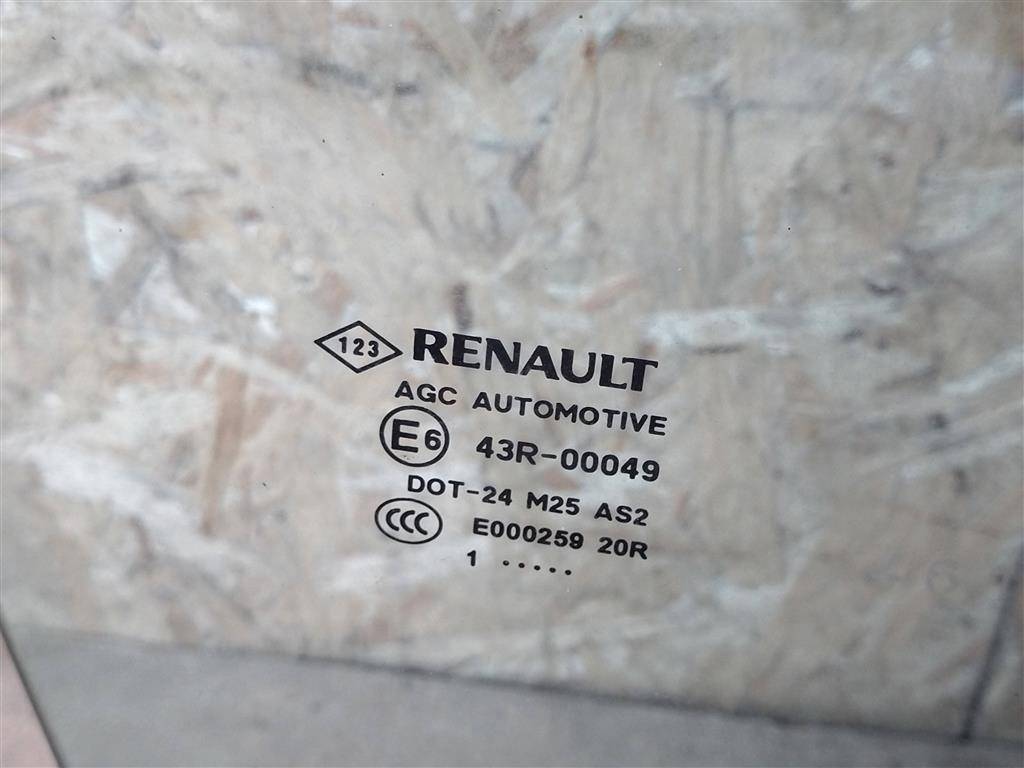 123 RENAULT
AGC AUTOMOTIVE
E6 43R-00049
DOT-24 M25 AS2
CCC E000259 20R
1 .....